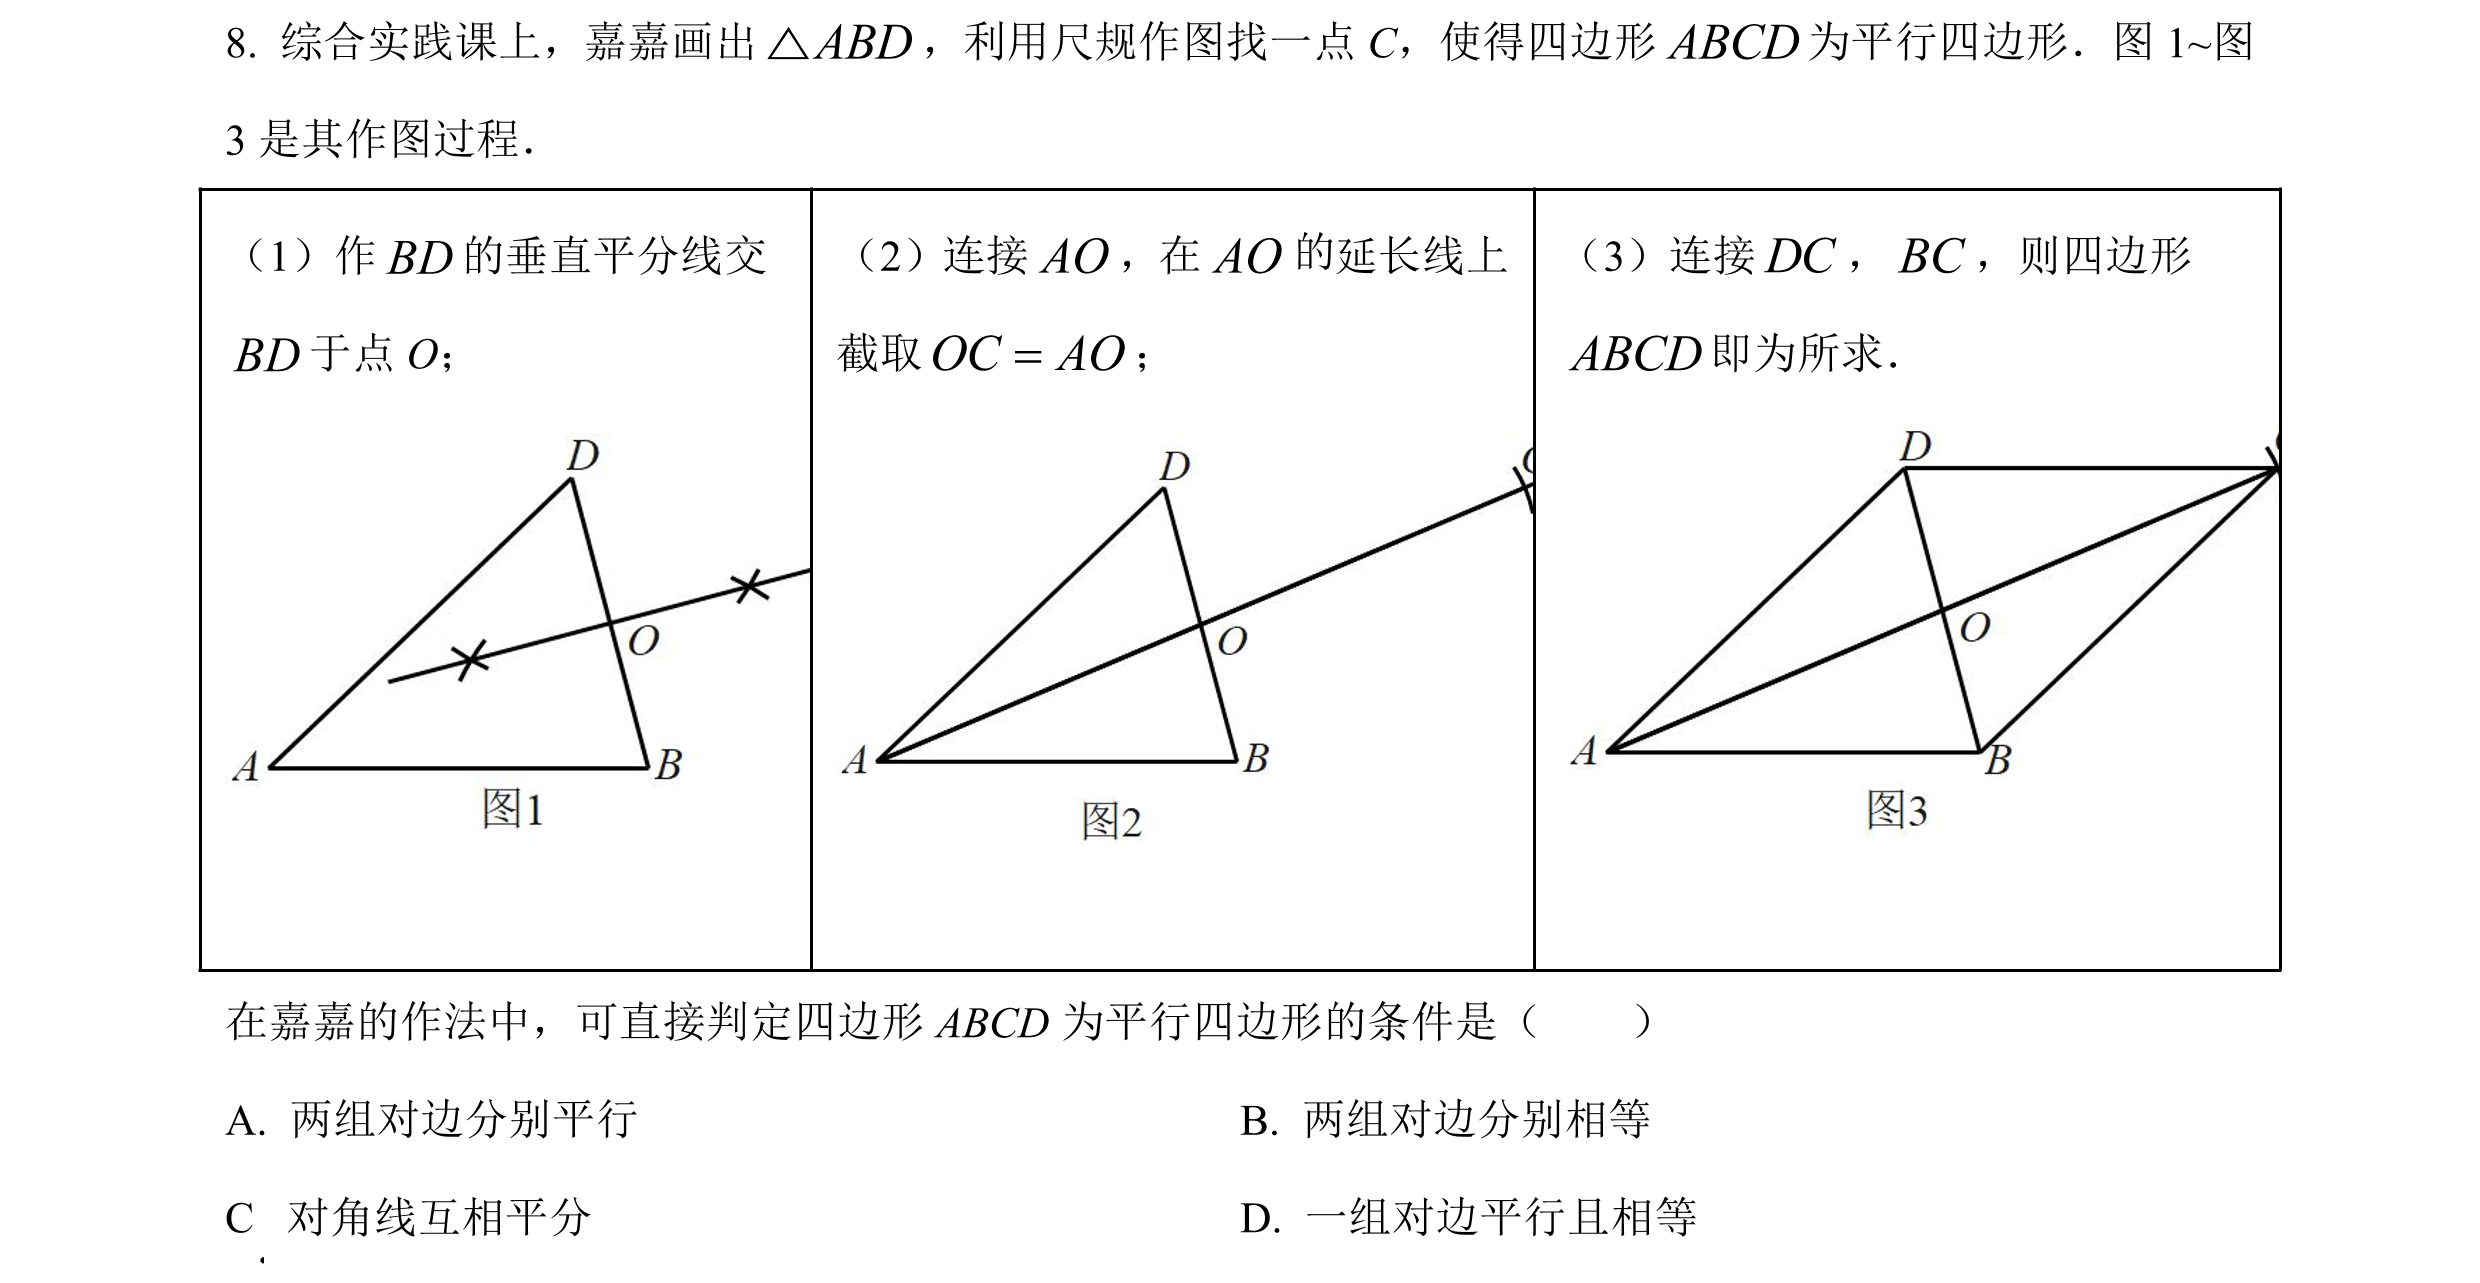 8. 综合实践课上，嘉嘉画出△ABD，利用尺规作图找一点 C，使得四边形 ABCD 为平行四边形．图 1~图
3 是其作图过程．
（1）作 BD 的垂直平分线交
BD 于点 O；
D
O
A
B
图1
（2）连接 AO，在 AO 的延长线上
截取 OC = AO；
D
O
A
B
图2
（3）连接 DC，BC，则四边形
ABCD 即为所求．
D
O
A
B
图3
在嘉嘉的作法中，可直接判定四边形 ABCD 为平行四边形的条件是（　　）
A. 两组对边分别平行
B. 两组对边分别相等
C 对角线互相平分
.
D. 一组对边平行且相等